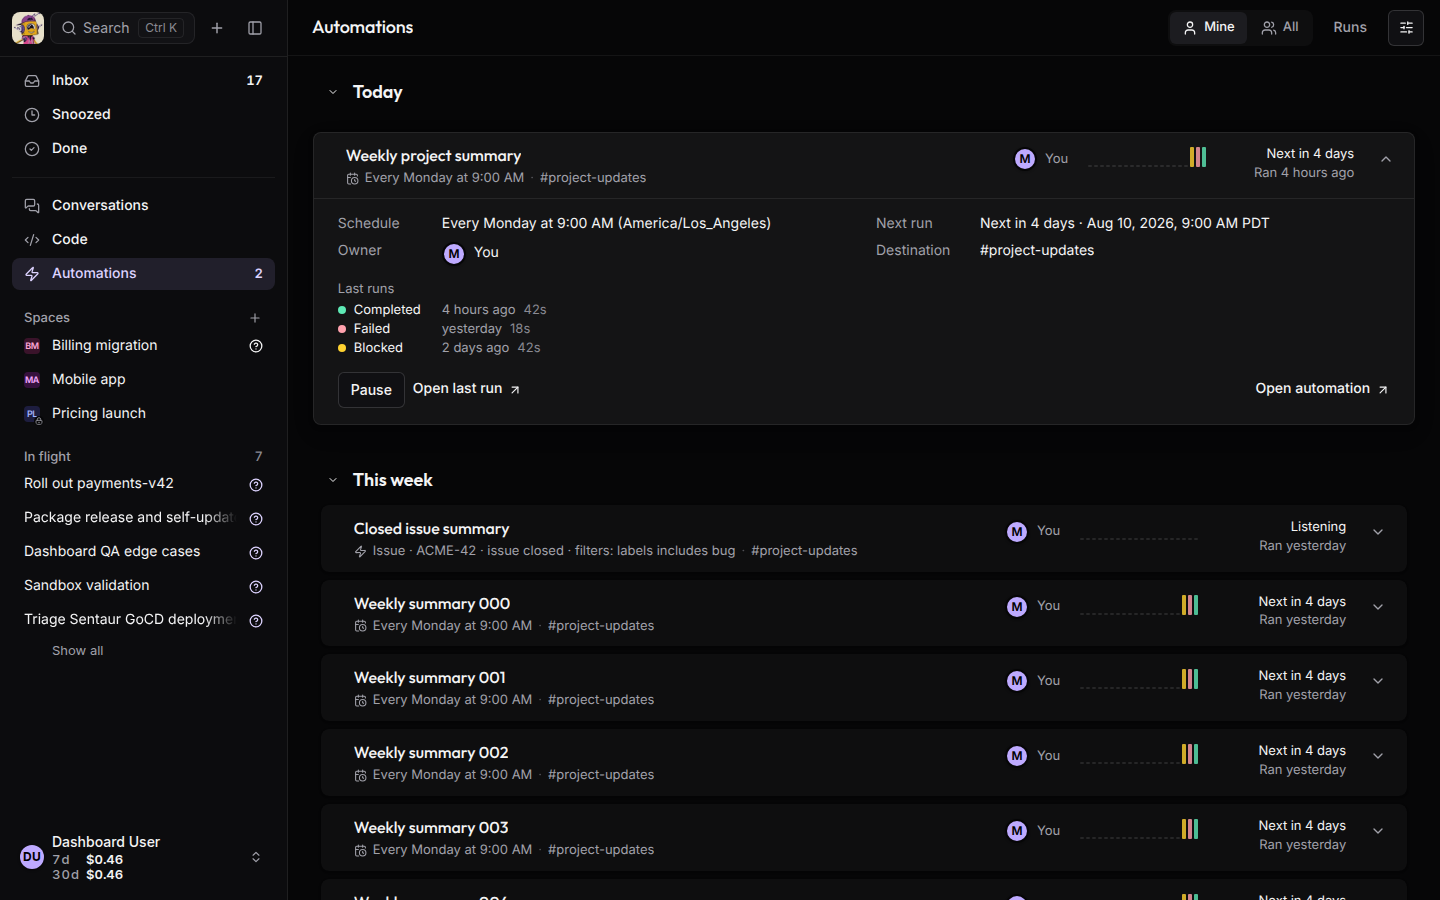 Search Ctrl K
Inbox 17
Snoozed
Done
Conversations
Code
Automations 2
Spaces
BM Billing migration
MA Mobile app
PL Pricing launch
In flight 7
Roll out payments-v42
Package release and self-updat
Dashboard QA edge cases
Sandbox validation
Triage Sentaur GoCD deployme
Show all
DU Dashboard User
7d $0.46
30d $0.46
Automations
Mine All Runs
Today
Weekly project summary
Every Monday at 9:00 AM · #project-updates
M You
Next in 4 days
Ran 4 hours ago
Schedule Every Monday at 9:00 AM (America/Los_Angeles)
Next run Next in 4 days · Aug 10, 2026, 9:00 AM PDT
Owner M You
Destination #project-updates
Last runs
Completed 4 hours ago 42s
Failed yesterday 18s
Blocked 2 days ago 42s
Pause Open last run
Open automation
This week
Closed issue summary
Issue · ACME-42 · issue closed · filters: labels includes bug · #project-updates
M You
Listening
Ran yesterday
Weekly summary 000
Every Monday at 9:00 AM · #project-updates
M You
Next in 4 days
Ran yesterday
Weekly summary 001
Every Monday at 9:00 AM · #project-updates
M You
Next in 4 days
Ran yesterday
Weekly summary 002
Every Monday at 9:00 AM · #project-updates
M You
Next in 4 days
Ran yesterday
Weekly summary 003
Every Monday at 9:00 AM · #project-updates
M You
Next in 4 days
Ran yesterday